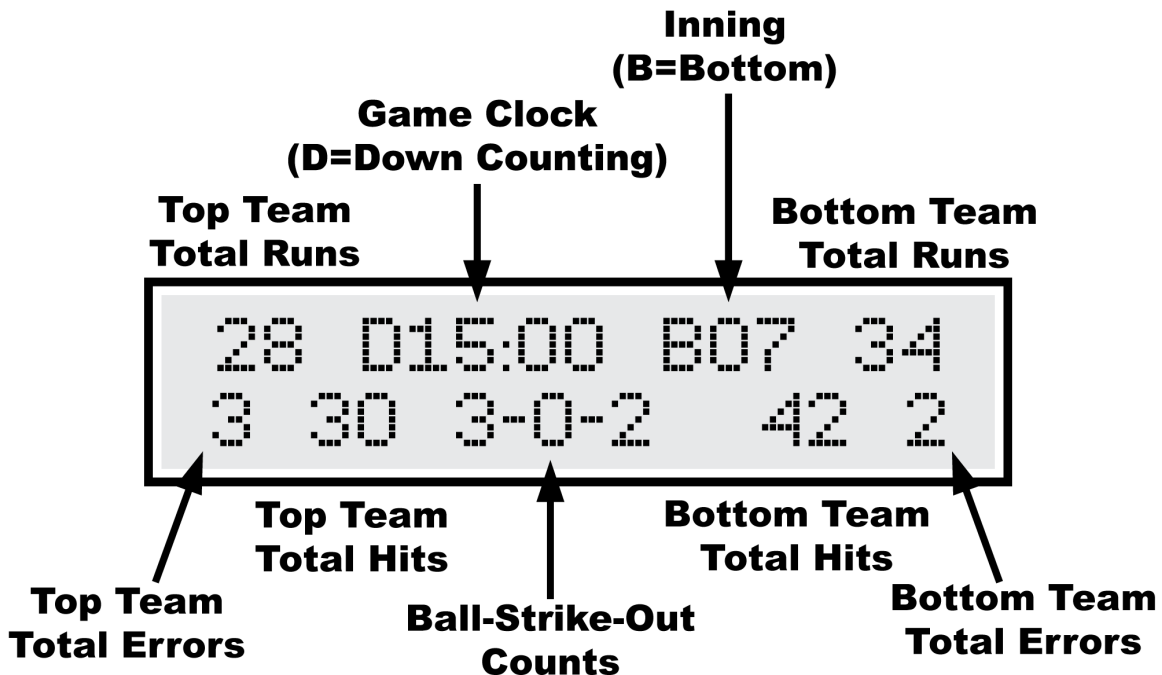 Inning
(B=Bottom)
Game Clock
(D=Down Counting)
Top Team
Total Runs
Bottom Team
Total Runs
28 D15:00 B07 34
3 30 3-0-2 42 2
Top Team
Total Hits
Bottom Team
Total Hits
Top Team
Total Errors
Ball-Strike-Out
Counts
Bottom Team
Total Errors